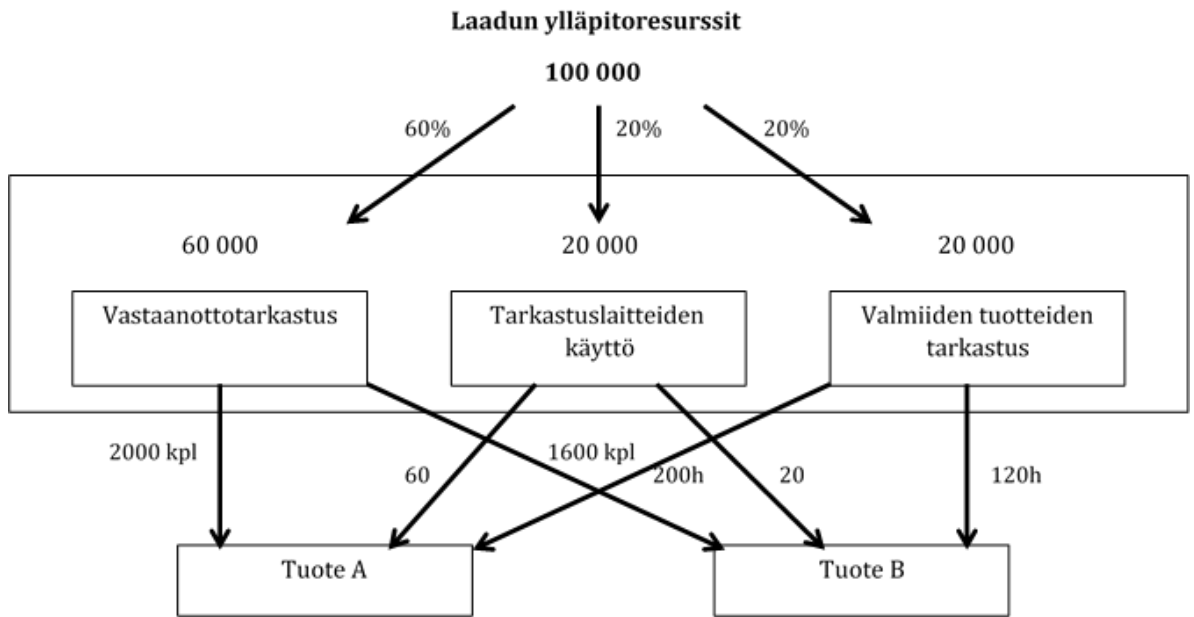 Laadun ylläpitoresurssit
100 000
60%
20%
20%
60 000
20 000
20 000
Vastaanottotarkastus
Tarkastuslaitteiden
käyttö
Valmiiden tuotteiden
tarkastus
2000 kpl
60
1600 kpl
200h
20
120h
Tuote A
Tuote B